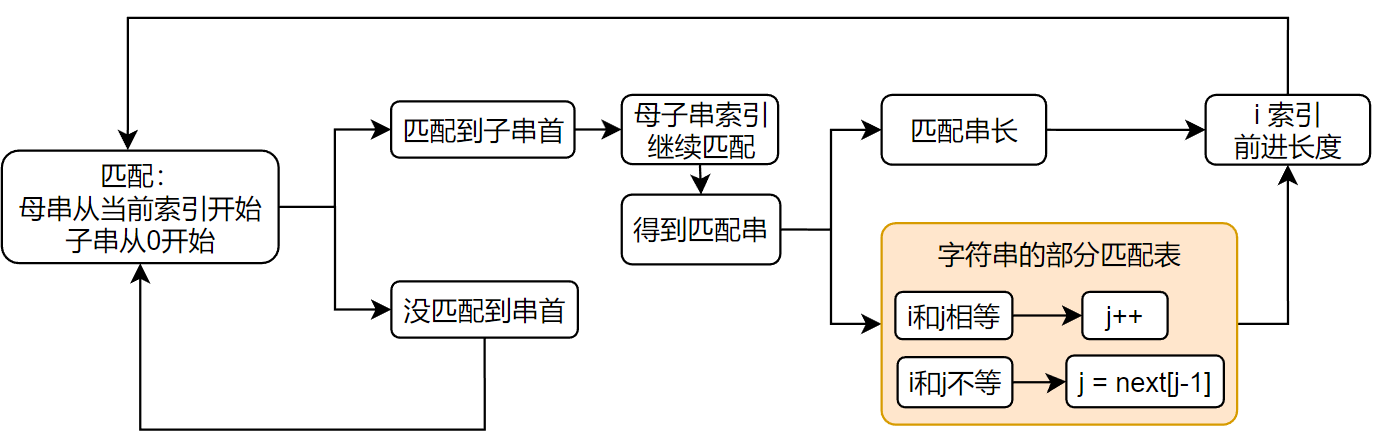 匹配：
母串从当前索引开始
子串从0开始
匹配到子串首
没匹配到串首
母子串索引
继续匹配
得到匹配串
匹配串长
字符串的部分匹配表
i和j相等
j++
i和j不等
j = next[j-1]
i 索引
前进长度